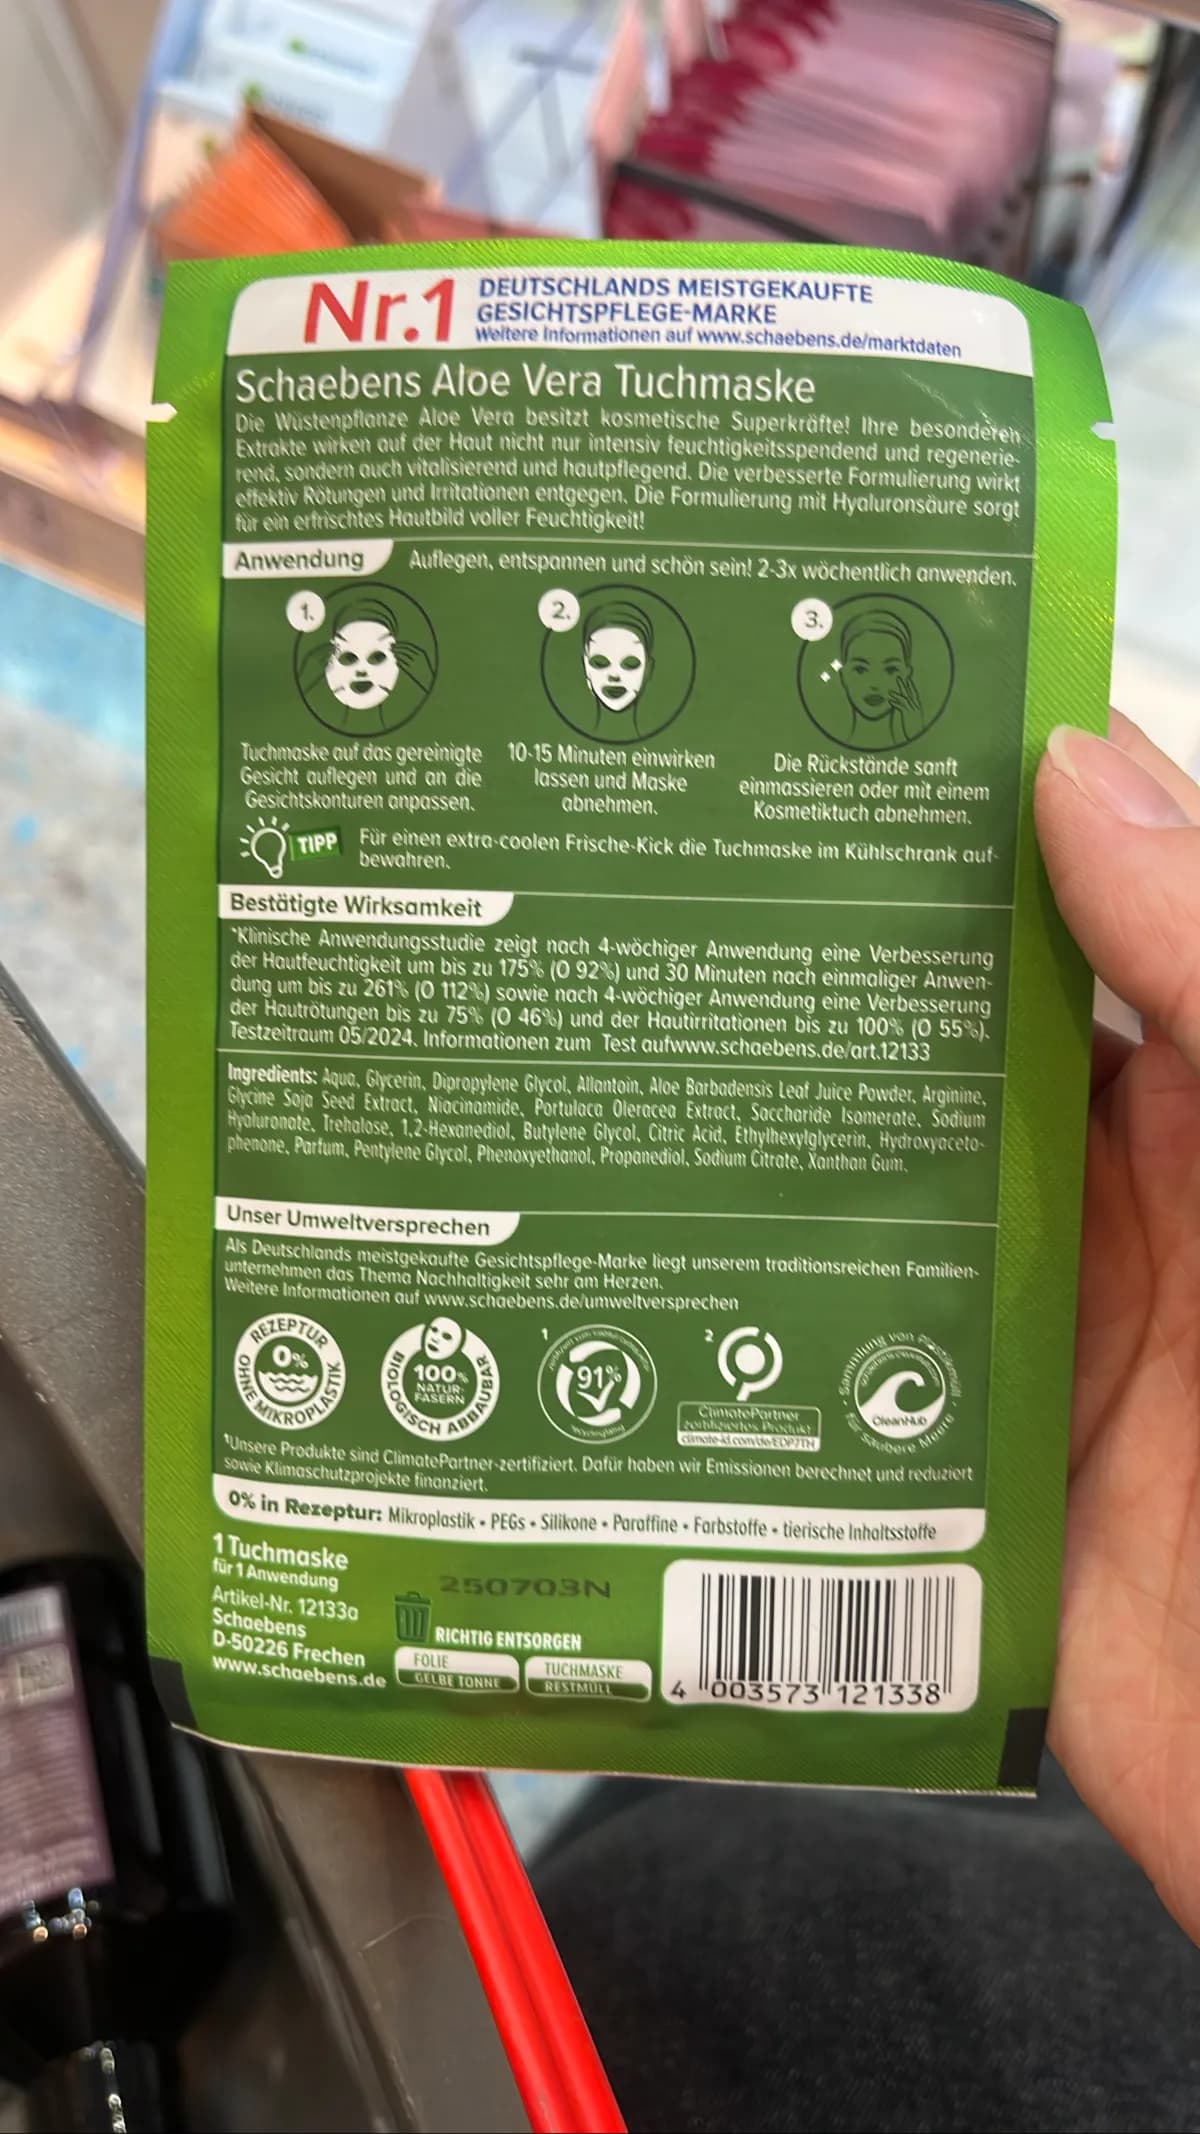 Nr.1
DEUTSCHLANDS MEISTGEKAUFTE
GESICHTSPFLEGE-MARKE
Weitere Informationen auf www.schaebens.de/marktdaten
Schaebens Aloe Vera Tuchmaske
Die Wüstenpflanze Aloe Vera besitzt kosmetische Superkräfte! Ihre besonderen
Extrakte wirken auf der Haut nicht nur intensiv feuchtigkeitsspendend und regenerie-
rend, sondern auch vitalisierend und hautpflegend. Die verbesserte Formulierung wirkt
effektiv Rötungen und Irritationen entgegen. Die Formulierung mit Hyaluronsäure sorgt
für ein erfrischtes Hautbild voller Feuchtigkeit!
Anwendung
Auflegen, entspannen und schön sein! 2-3x wöchentlich anwenden.
1.
2.
3.
Tuchmaske auf das gereinigte
Gesicht auflegen und an die
Gesichtskonturen anpassen.
10-15 Minuten einwirken
lassen und Maske
abnehmen.
Die Rückstände sanft
einmassieren oder mit einem
Kosmetiktuch abnehmen.
TIPP
Für einen extra-coolen Frische-Kick die Tuchmaske im Kühlschrank auf-
bewahren.
Bestätigte Wirksamkeit
*Klinische Anwendungsstudie zeigt nach 4-wöchiger Anwendung eine Verbesserung
der Hautfeuchtigkeit um bis zu 175% (O 92%) und 30 Minuten nach einmaliger Anwen-
dung um bis zu 261% (O 112%) sowie nach 4-wöchiger Anwendung eine Verbesserung
der Hautrötungen bis zu 75% (O 46%) und der Hautirritationen bis zu 100% (O 55%).
Testzeitraum 05/2024. Informationen zum Test aufwww.schaebens.de/art.12133
Ingredients: Aqua, Glycerin, Dipropylene Glycol, Allantoin, Aloe Barbadensis Leaf Juice Powder, Arginine,
Glycine Soja Seed Extract, Niacinamide, Portulaca Oleracea Extract, Saccharide Isomerate, Sodium
Hyaluronate, Trehalose, 1,2-Hexanediol, Butylene Glycol, Citric Acid, Ethylhexylglycerin, Hydroxyaceto-
phenone, Parfum, Pentylene Glycol, Phenoxyethanol, Propanediol, Sodium Citrate, Xanthan Gum.
Unser Umweltversprechen
Als Deutschlands meistgekaufte Gesichtspflege-Marke liegt unserem traditionsreichen Familien-
unternehmen das Thema Nachhaltigkeit sehr am Herzen.
Weitere Informationen auf www.schaebens.de/umweltversprechen
REZEPTUR
0%
OHNE MIKROPLASTIK
100%
NATUR-
FASERN
BIOLOGISCH ABBAUBAR
1
91%
2
ClimatePartner
zertifiziertes Produkt
climate-id.com/de/EDP7TH
Sammlung von Plastikmüll
CleanHub
für saubere Meere
¹Unsere Produkte sind ClimatePartner-zertifiziert. Dafür haben wir Emissionen berechnet und reduziert
sowie Klimaschutzprojekte finanziert.
0% in Rezeptur: Mikroplastik • PEGs • Silikone • Paraffine • Farbstoffe • tierische Inhaltsstoffe
1 Tuchmaske
für 1 Anwendung
Artikel-Nr. 12133a
Schaebens
D-50226 Frechen
www.schaebens.de
250703N
RICHTIG ENTSORGEN
FOLIE
GELBE TONNE
TUCHMASKE
RESTMÜLL
4 003573 121338